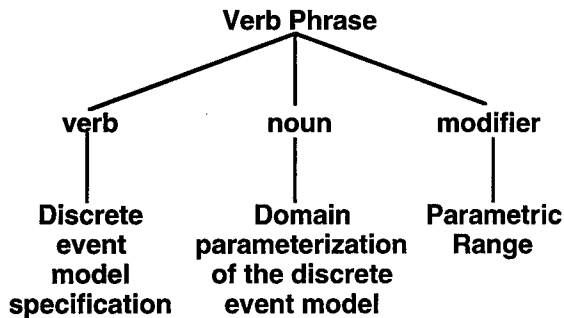 Verb Phrase
verb
noun
modifier
Discrete
event
model
specification
Domain
parameterization
of the discrete
event model
Parametric
Range